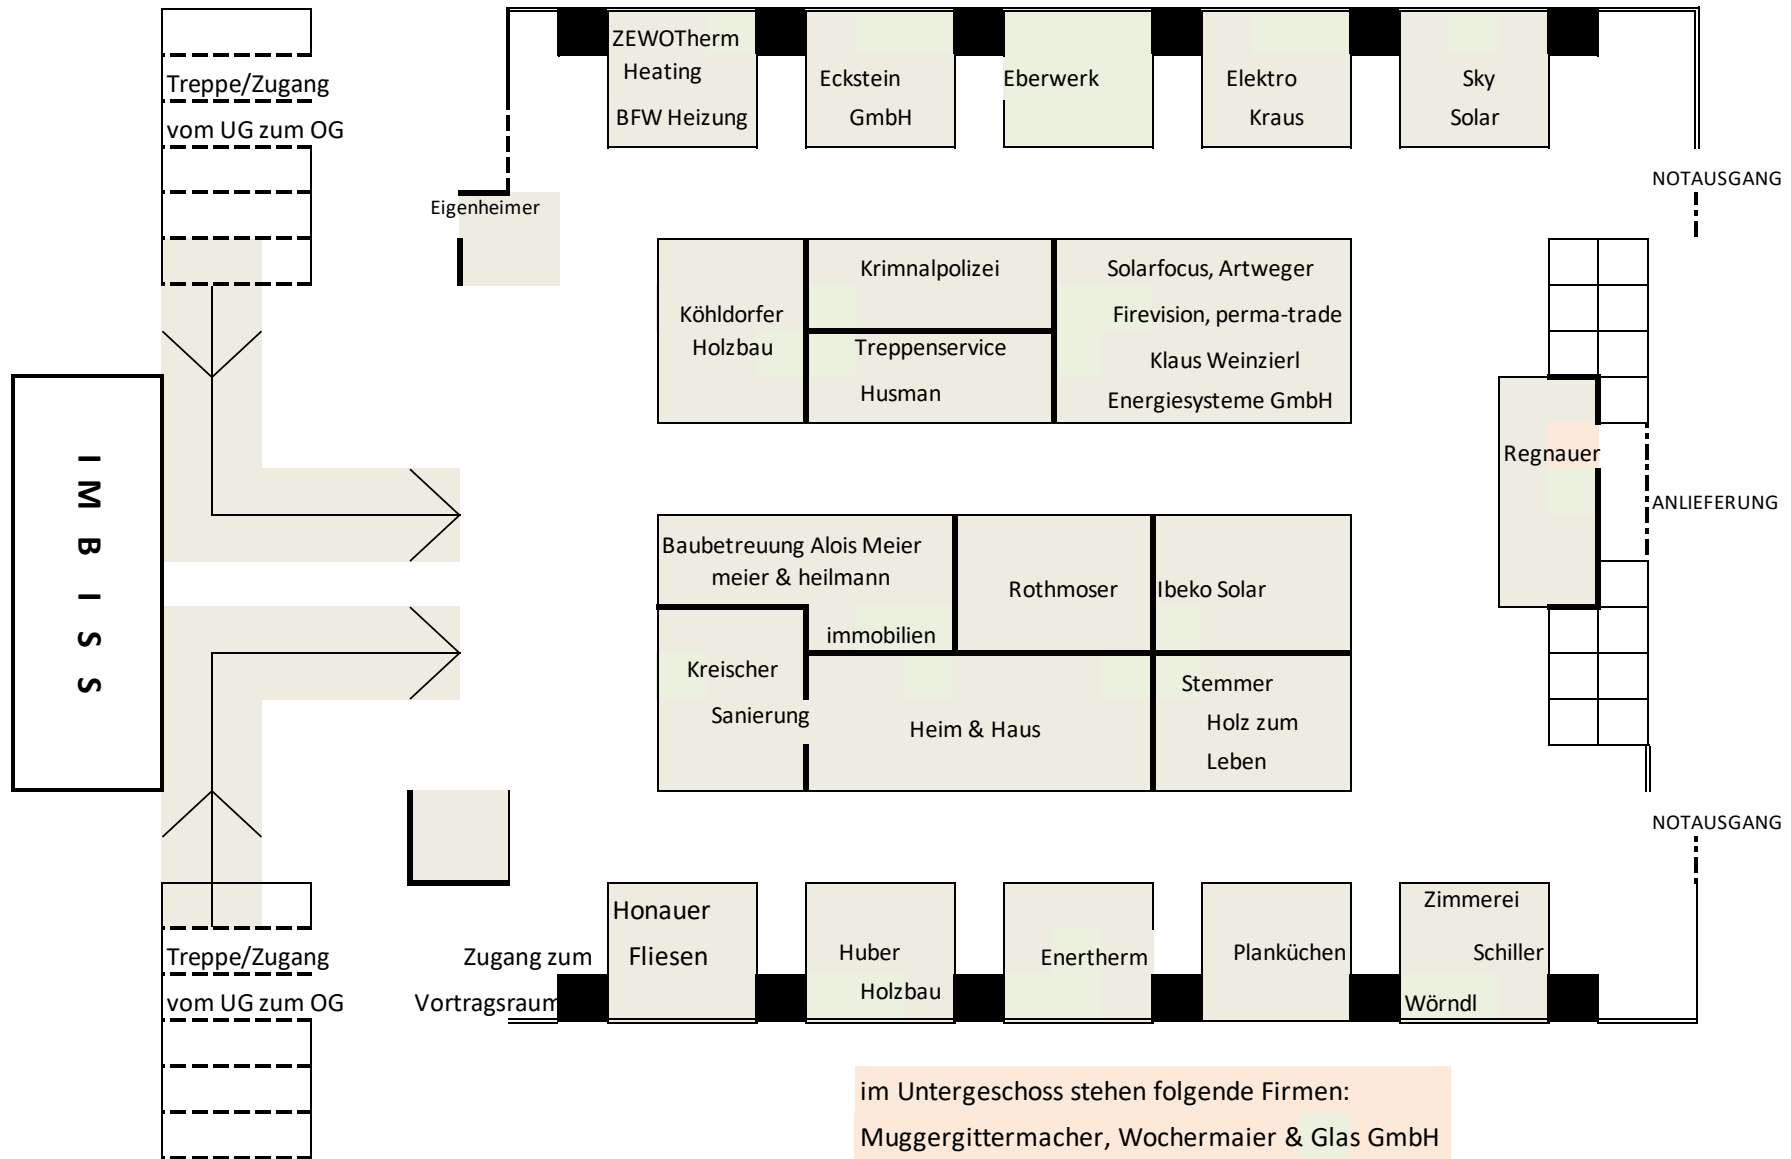 ZEWOTherm
Heating
BFW Heizung
Eckstein
GmbH
Eberwerk
Elektro
Kraus
Sky
Solar
Treppe/Zugang
vom UG zum OG
NOTAUSGANG
Eigenheimer
Köhldorfer
Holzbau
Krimnalpolizei
Treppenservice
Husman
Solarfocus, Artweger
Firevision, perma-trade
Klaus Weinzierl
Energiesysteme GmbH
IMBISS
Regnauer
ANLIEFERUNG
Baubetreuung Alois Meier
meier & heilmann
immobilien
Rothmoser
Ibeko Solar
Kreischer
Sanierung
Heim & Haus
Stemmer
Holz zum
Leben
NOTAUSGANG
Treppe/Zugang
vom UG zum OG
Zugang zum
Vortragsraum
Honauer
Fliesen
Huber
Holzbau
Enertherm
Planküchen
Zimmerei
Schiller
Wörndl
im Untergeschoss stehen folgende Firmen:
Muggergittermacher, Wochermaier & Glas GmbH